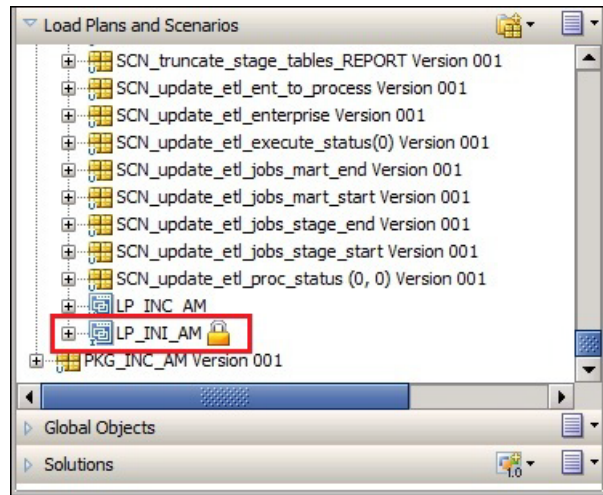 Load Plans and Scenarios
SCN_truncate_stage_tables_REPORT Version 001
SCN_update_etl_ent_to_process Version 001
SCN_update_etl_enterprise Version 001
SCN_update_etl_execute_status(0) Version 001
SCN_update_etl_jobs_mart_end Version 001
SCN_update_etl_jobs_mart_start Version 001
SCN_update_etl_jobs_stage_end Version 001
SCN_update_etl_jobs_stage_start Version 001
SCN_update_etl_proc_status (0, 0) Version 001
LP_INC_AM
LP_INI_AM
PKG_INC_AM Version 001
Global Objects
Solutions
1.0